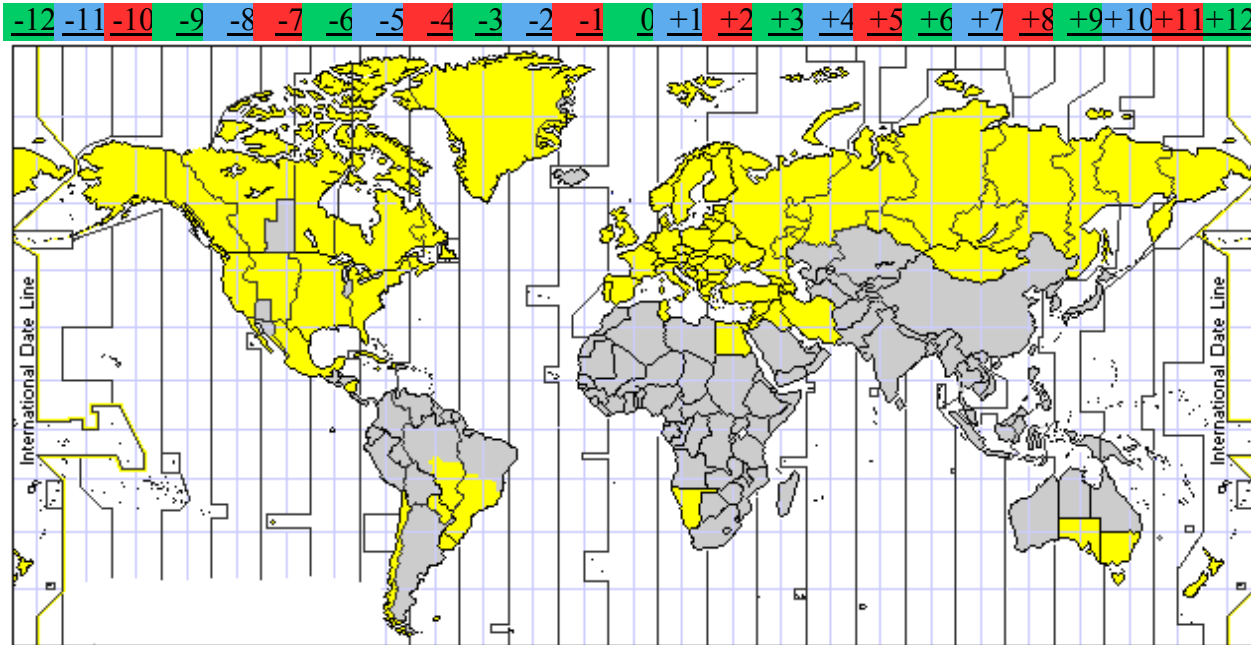 -12 -11 -10 -9 -8 -7 -6 -5 -4 -3 -2 -1 0 +1 +2 +3 +4 +5 +6 +7 +8 +9 +10 +11 +12
International Date Line
International Date Line